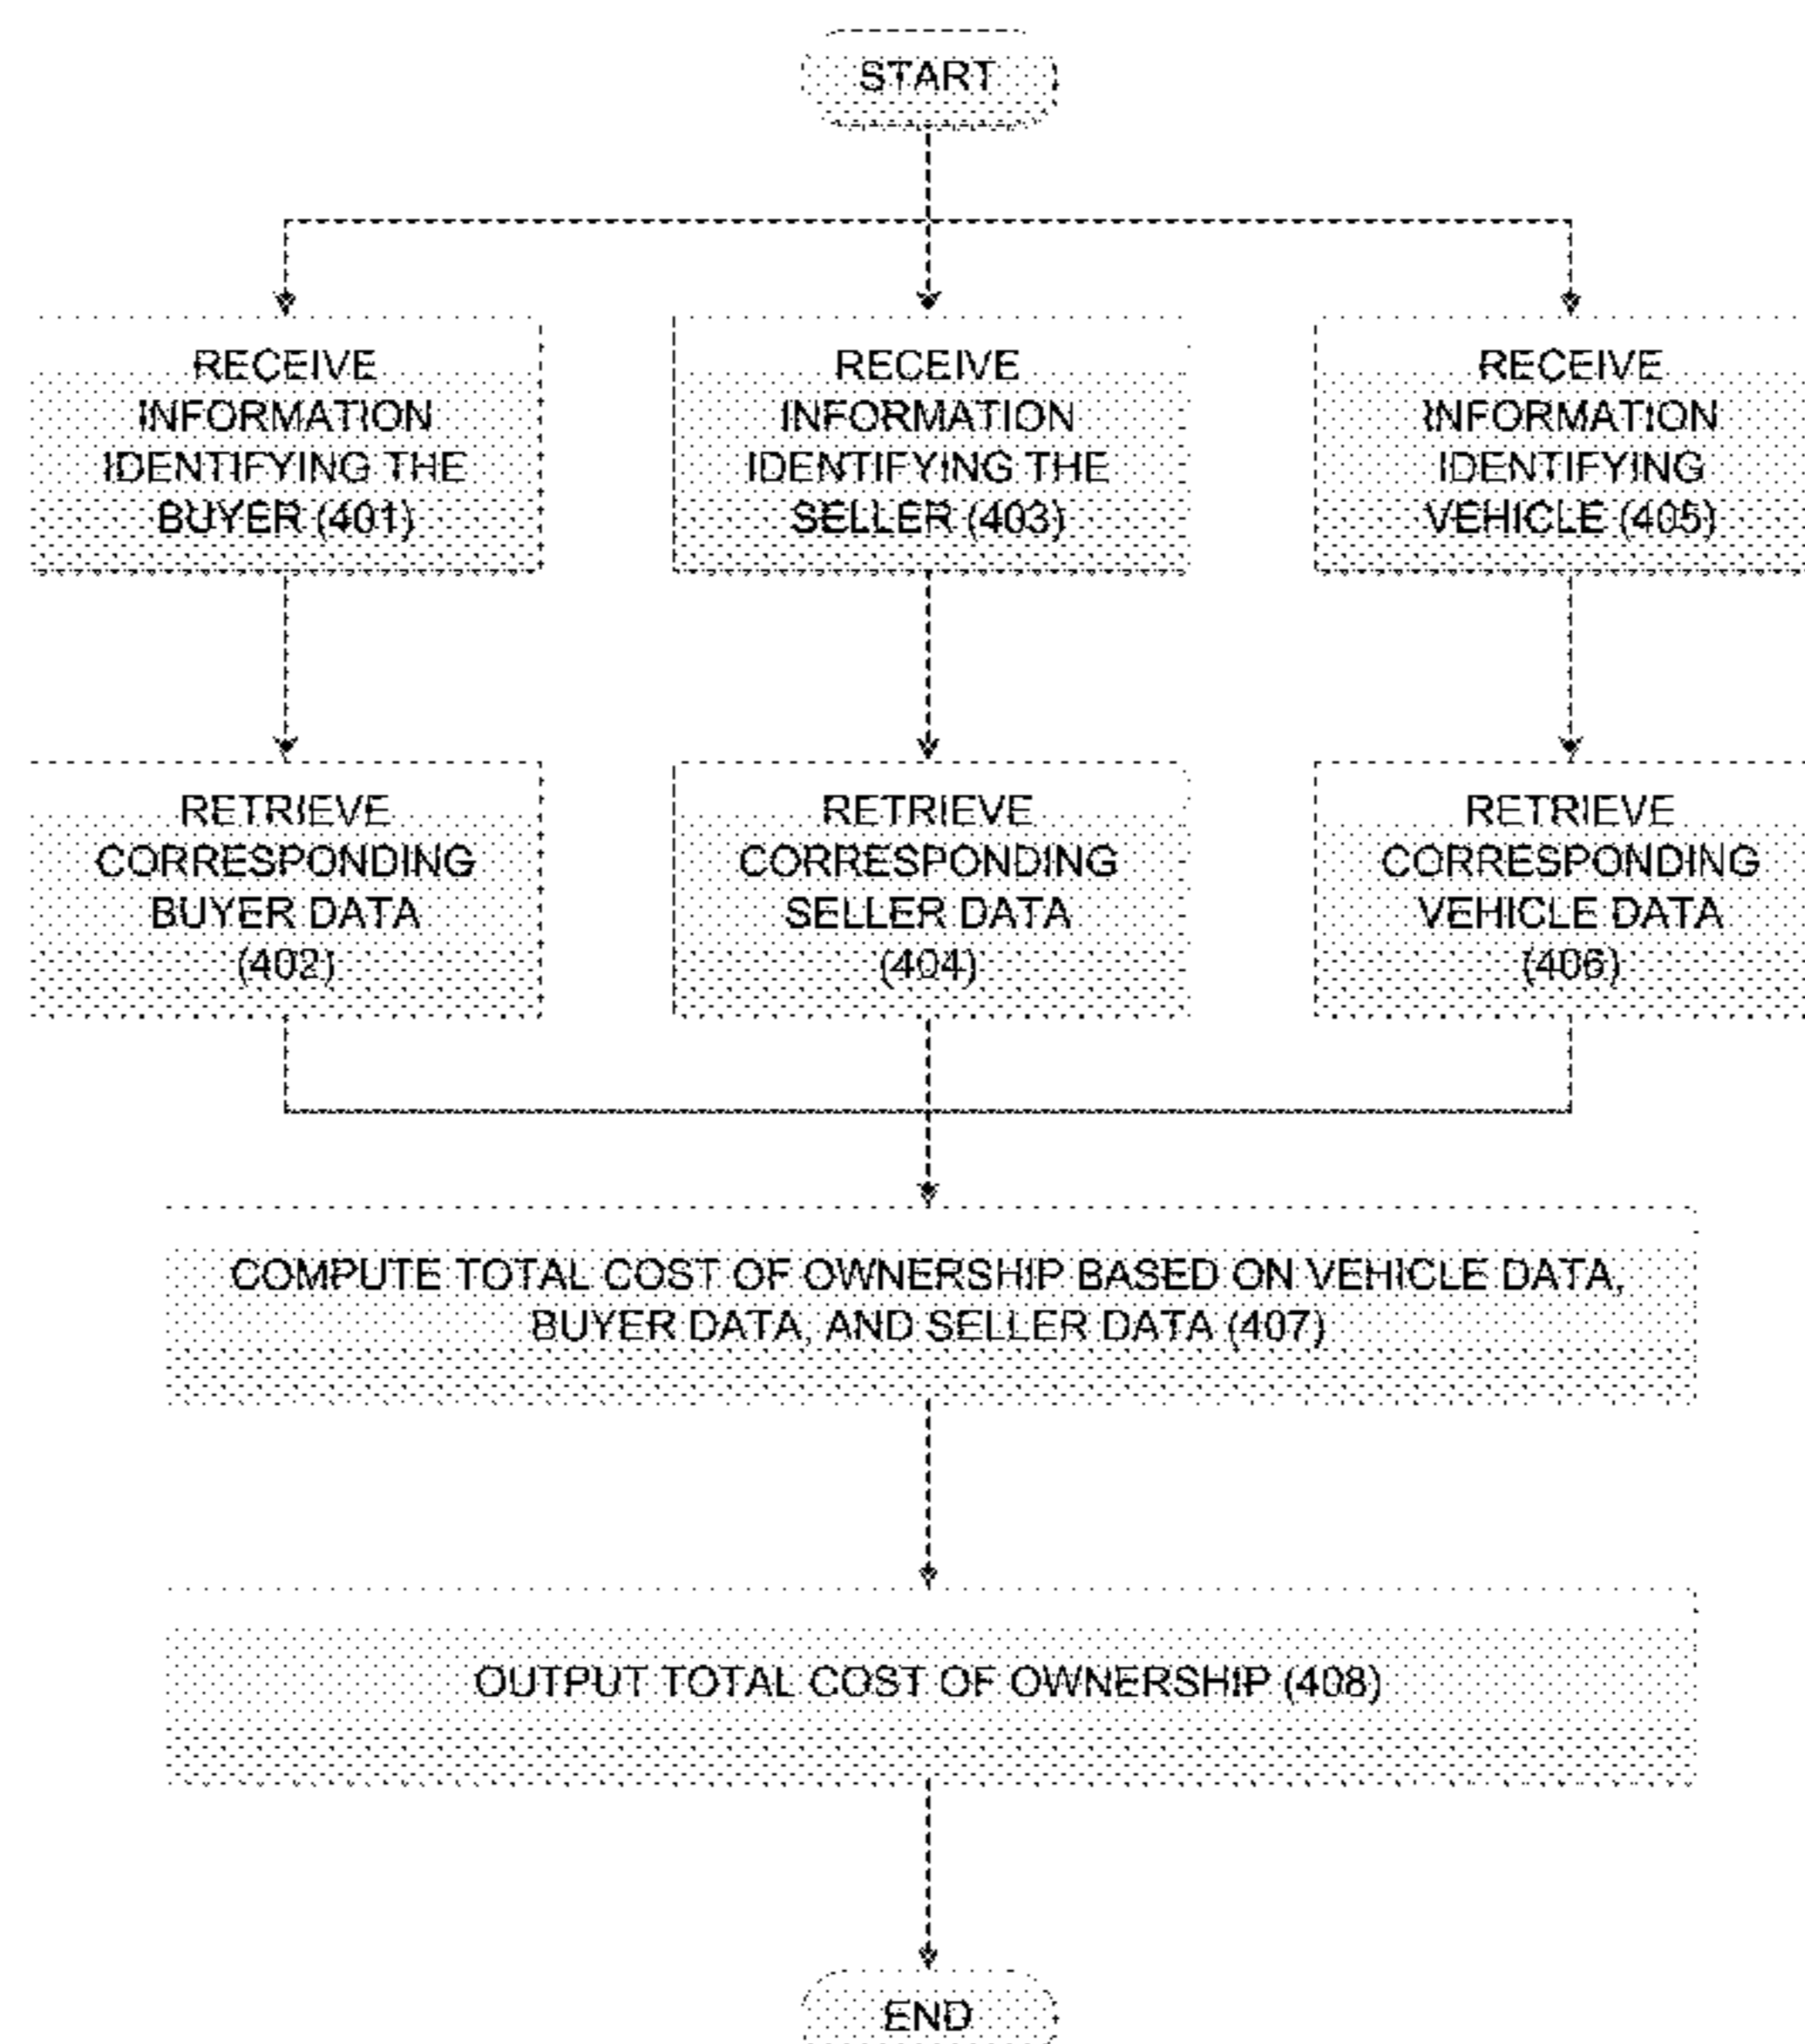 START
RECEIVE
INFORMATION
IDENTIFYING THE
BUYER (401)
RECEIVE
INFORMATION
IDENTIFYING THE
SELLER (403)
RECEIVE
INFORMATION
IDENTIFYING
VEHICLE (405)
RETRIEVE
CORRESPONDING
BUYER DATA
(402)
RETRIEVE
CORRESPONDING
SELLER DATA
(404)
RETRIEVE
CORRESPONDING
VEHICLE DATA
(406)
COMPUTE TOTAL COST OF OWNERSHIP BASED ON VEHICLE DATA,
BUYER DATA, AND SELLER DATA (407)
OUTPUT TOTAL COST OF OWNERSHIP (408)
END